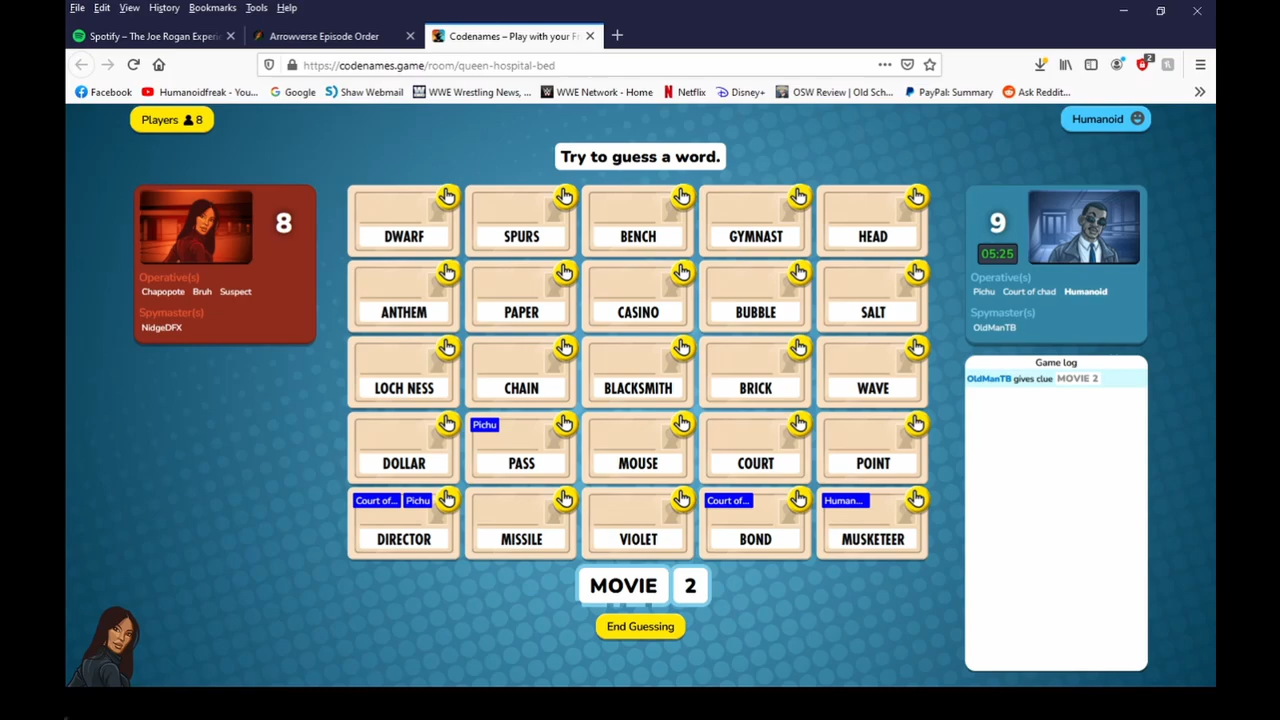 File Edit View History Bookmarks Tools Help
Spotify – The Joe Rogan Experi
Arrowverse Episode Order
Codenames – Play with your Fr
https://codenames.game/room/queen-hospital-bed
2
Facebook Humanoidfreak - You... Google Shaw Webmail WWE Wrestling News, ... WWE Network - Home Netflix Disney+ OSW Review | Old Sch... PayPal: Summary Ask Reddit...
Players 8
Humanoid
Try to guess a word.
8
Operative(s)
Chapopote Bruh Suspect
Spymaster(s)
NidgeDFX
DWARF SPURS BENCH GYMNAST HEAD
ANTHEM PAPER CASINO BUBBLE SALT
LOCH NESS CHAIN BLACKSMITH BRICK WAVE
Pichu
DOLLAR PASS MOUSE COURT POINT
Court of... Pichu Court of... Human...
DIRECTOR MISSILE VIOLET BOND MUSKETEER
MOVIE 2
End Guessing
9
05:25
Operative(s)
Pichu Court of chad Humanoid
Spymaster(s)
OldManTB
Game log
OldManTB gives clue MOVIE 2